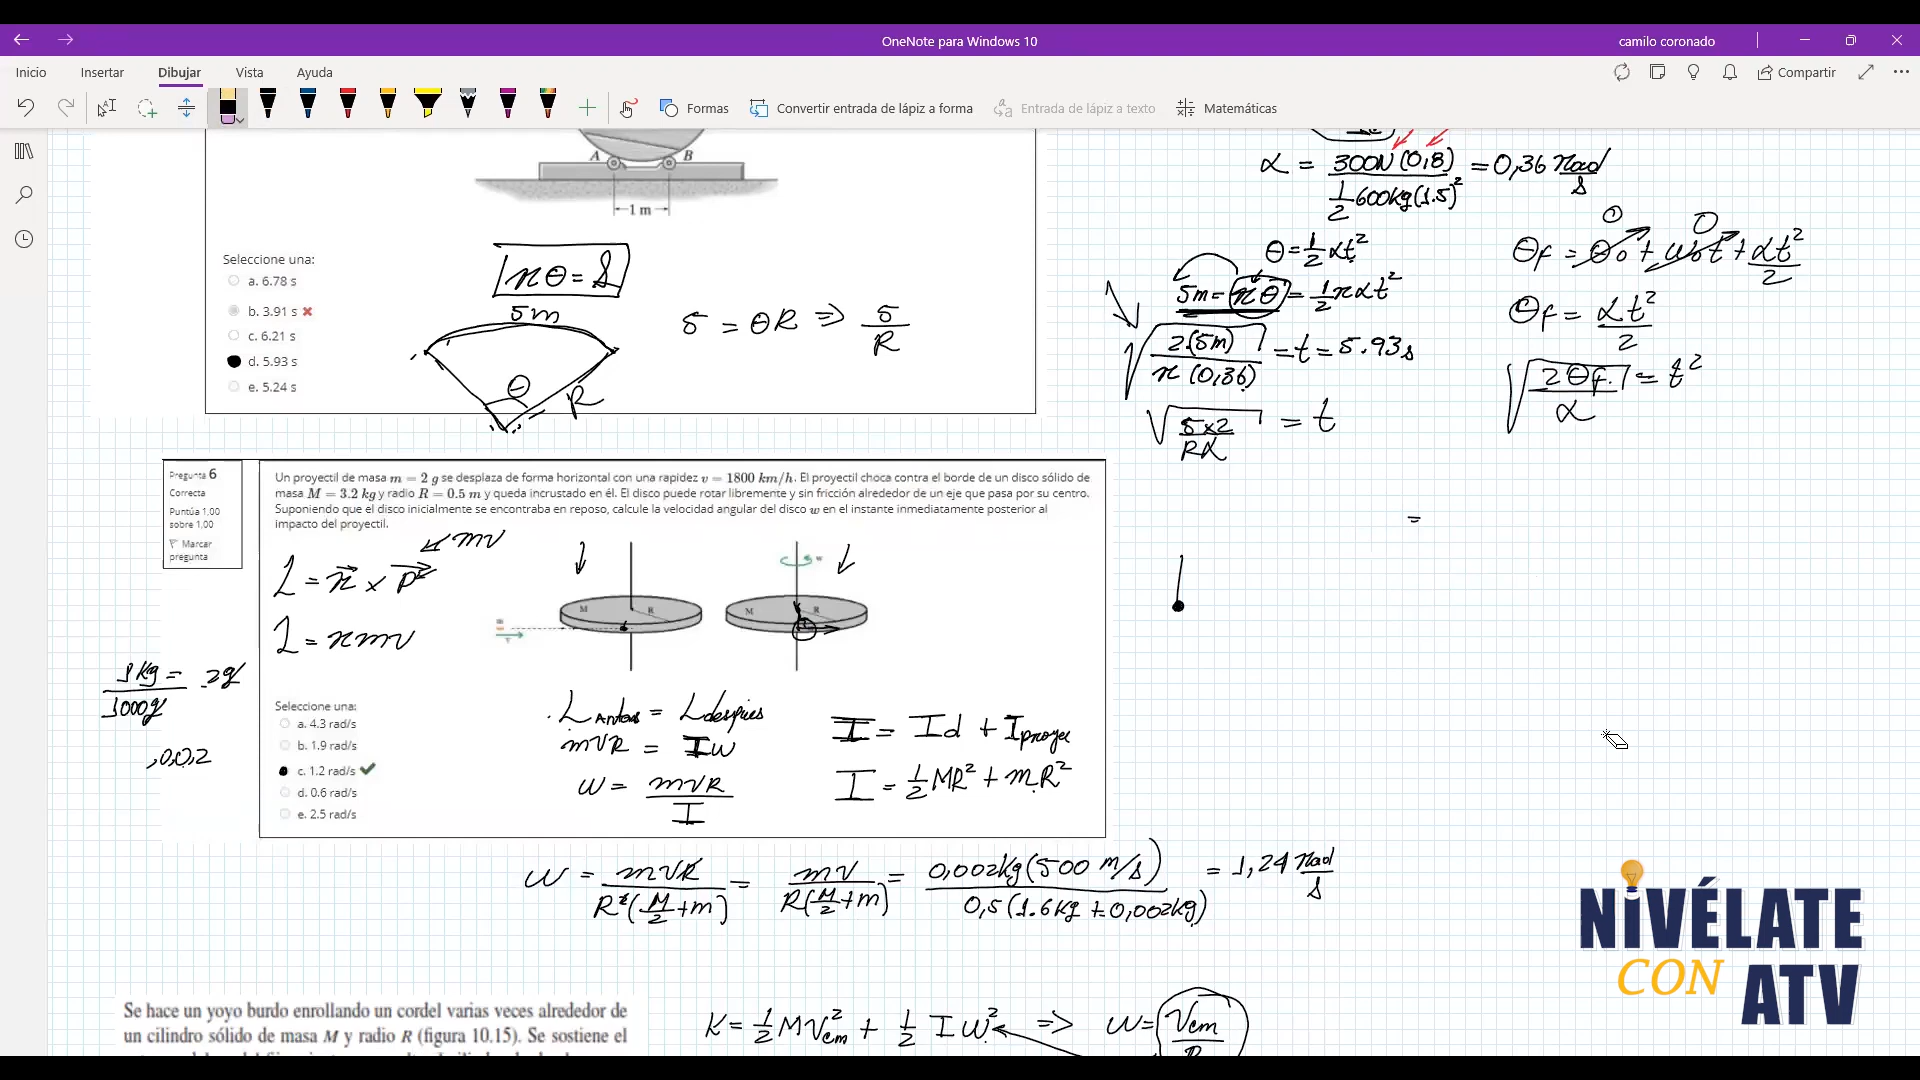 OneNote para Windows 10
camilo coronado
Inicio Insertar Dibujar Vista Ayuda
Compartir
Formas Convertir entrada de lápiz a forma Entrada de lápiz a texto Matemáticas
A B
1 m
Seleccione una:
a. 6.78 s
b. 3.91 s
c. 6.21 s
d. 5.93 s
e. 5.24 s
rθ = S
5m
θ
R
5 = θR ⇒ 5/R
α = 300N(0,8) / ½600kg(1.5)² = 0,36 rad/s
θ = ½αt²
5m = rθ = ½rαt²
√(2(5m) / r(0,36)) = t = 5.93s
√(5x2 / Rα) = t
θf = θ0 + ω0t + αt²/2
θf = αt²/2
√(2θf / α) = t²
=
Pregunta 6
Correcta
Puntúa 1,00
sobre 1,00
Marcar
pregunta
Un proyectil de masa m = 2 g se desplaza de forma horizontal con una rapidez v = 1800 km/h. El proyectil choca contra el borde de un disco sólido de
masa M = 3.2 kg y radio R = 0.5 m y queda incrustado en él. El disco puede rotar libremente y sin fricción alrededor de un eje que pasa por su centro.
Suponiendo que el disco inicialmente se encontraba en reposo, calcule la velocidad angular del disco w en el instante inmediatamente posterior al
impacto del proyectil.
mv
L = r x p
L = rmv
M R
M R
w
1kg/1000g = 2g
,002
Seleccione una:
a. 4.3 rad/s
b. 1.9 rad/s
c. 1.2 rad/s
d. 0.6 rad/s
e. 2.5 rad/s
L Antes = L despues
mVR = Iw
w = mVR / I
I = Id + Iproyec
I = ½MR² + mR²
w = mVR / R²(M/2+m) = mV / R(M/2+m) = 0,002kg(500 m/s) / 0,5(1.6kg + 0,002kg) = 1,24 rad/s
Se hace un yoyo burdo enrollando un cordel varias veces alrededor de
un cilindro sólido de masa M y radio R (figura 10.15). Se sostiene el
K = ½MVcm² + ½Iw² ⇒ w = Vcm/R
NIVÉLATE
CON
ATV